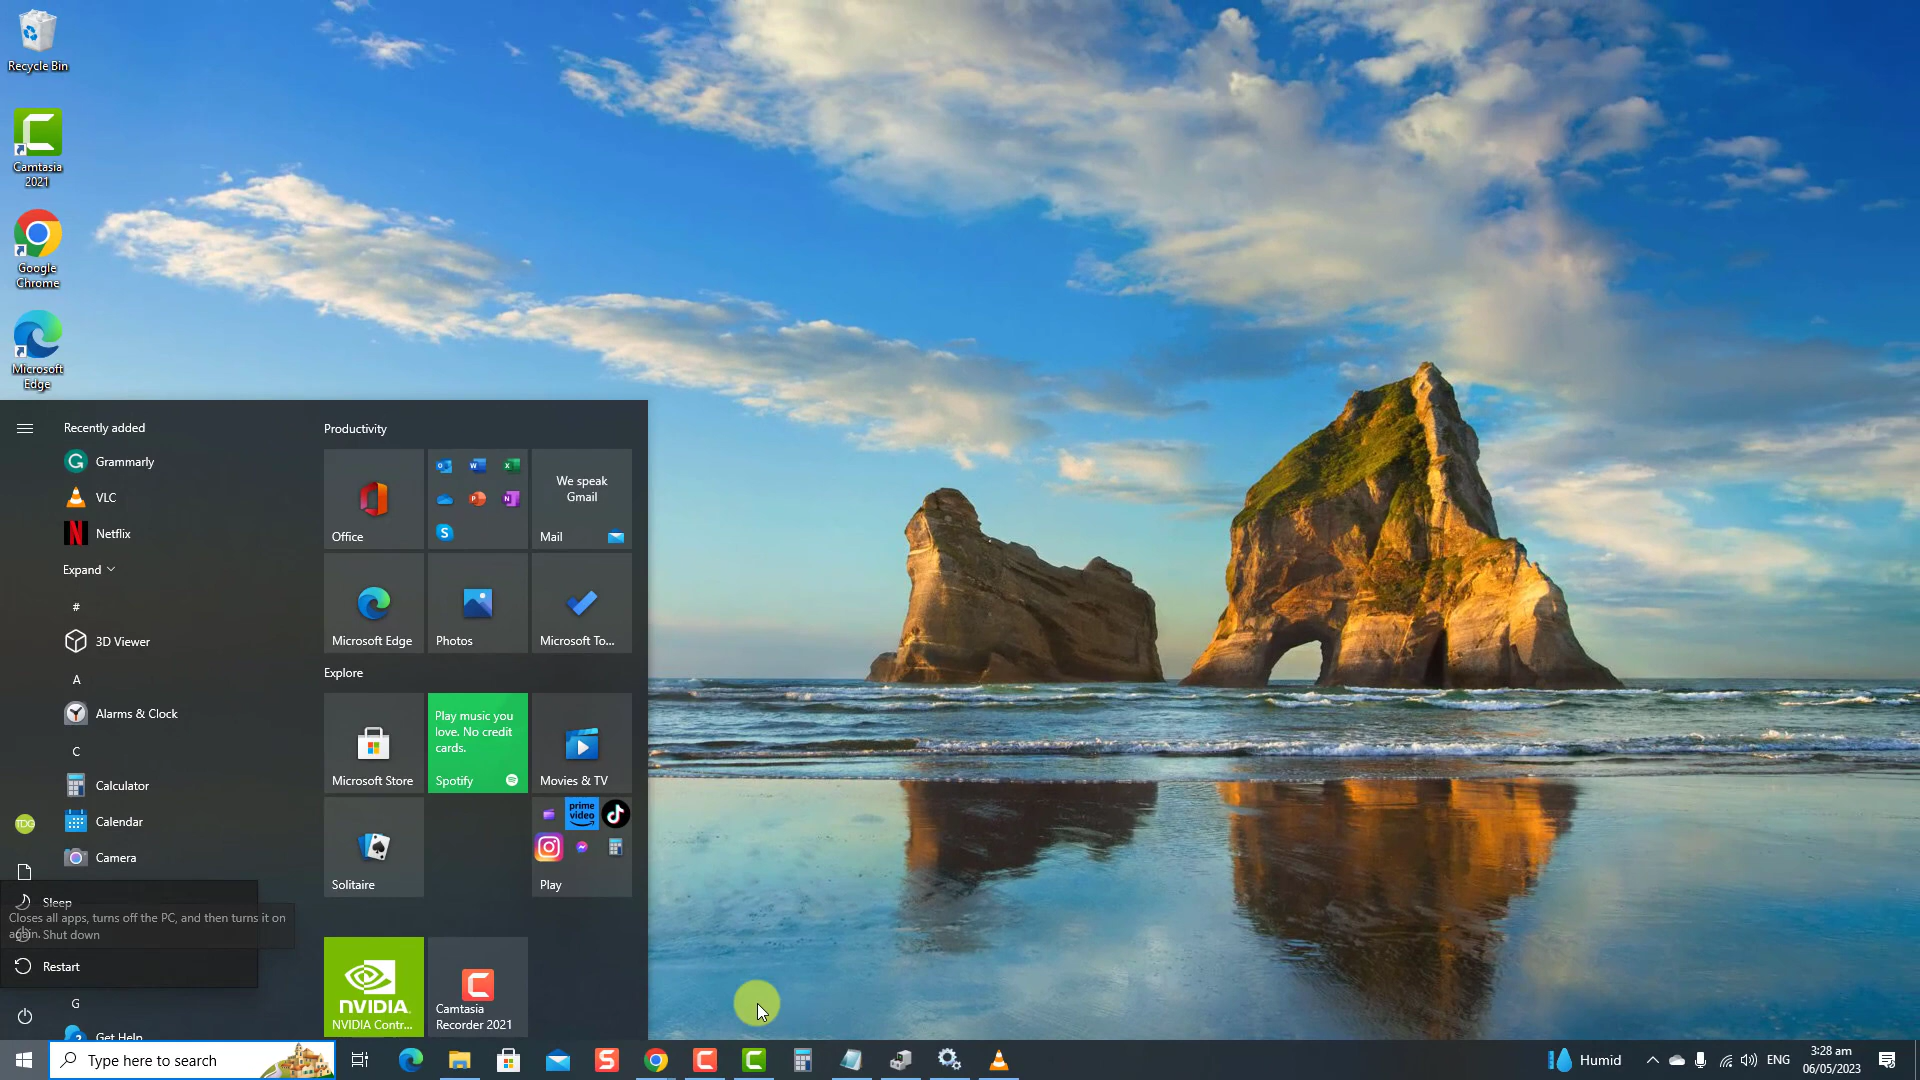 Recycle Bin
Camtasia
2021
Google
Chrome
Microsoft
Edge
Recently added
Grammarly
VLC
Netflix
Expand
#
3D Viewer
A
Alarms & Clock
C
Calculator
Calendar
Camera
TDG
Sleep
Closes all apps, turns off the PC, and then turns it on
again.
Shut down
Restart
G
Get Help
Productivity
Office
We speak
Gmail
Mail
Microsoft Edge
Photos
Microsoft To...
Explore
Microsoft Store
Play music you
love. No credit
cards.
Spotify
Movies & TV
Solitaire
prime
video
Play
NVIDIA.
NVIDIA Contr...
Camtasia
Recorder 2021
Type here to search
Humid
ENG
3:28 am
06/05/2023